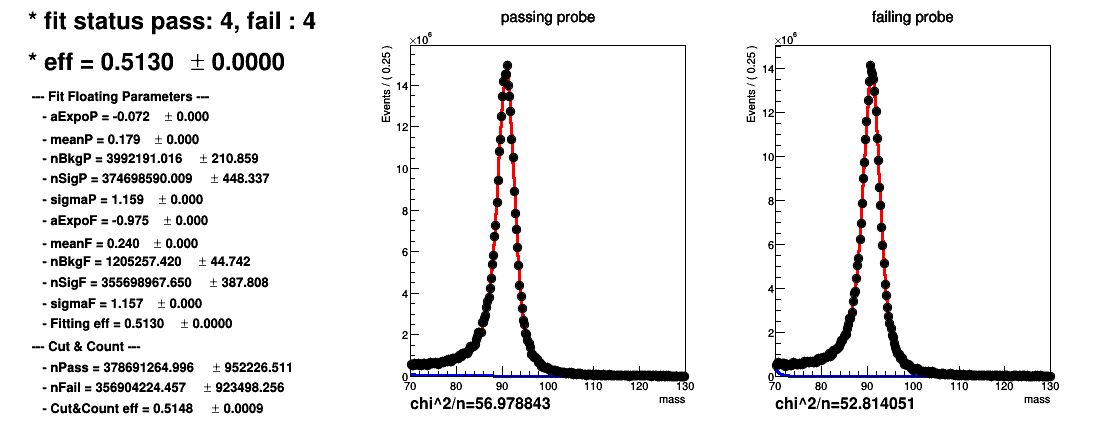 * fit status pass: 4, fail : 4
* eff = 0.5130 ± 0.0000
--- Fit Floating Parameters ---
- aExpoP = -0.072 ± 0.000
- meanP = 0.179 ± 0.000
- nBkgP = 3992191.016 ± 210.859
- nSigP = 374698590.009 ± 448.337
- sigmaP = 1.159 ± 0.000
- aExpoF = -0.975 ± 0.000
- meanF = 0.240 ± 0.000
- nBkgF = 1205257.420 ± 44.742
- nSigF = 355698967.650 ± 387.808
- sigmaF = 1.157 ± 0.000
- Fitting eff = 0.5130 ± 0.0000
--- Cut & Count ---
- nPass = 378691264.996 ± 952226.511
- nFail = 356904224.457 ± 923498.256
- Cut&Count eff = 0.5148 ± 0.0009
passing probe
×10^6
Events / ( 0.25 )
14
12
10
8
6
4
2
0
70 80 90 100 110 120 130
mass
chi^2/n=56.978843
failing probe
×10^6
Events / ( 0.25 )
14
12
10
8
6
4
2
0
70 80 90 100 110 120 130
mass
chi^2/n=52.814051